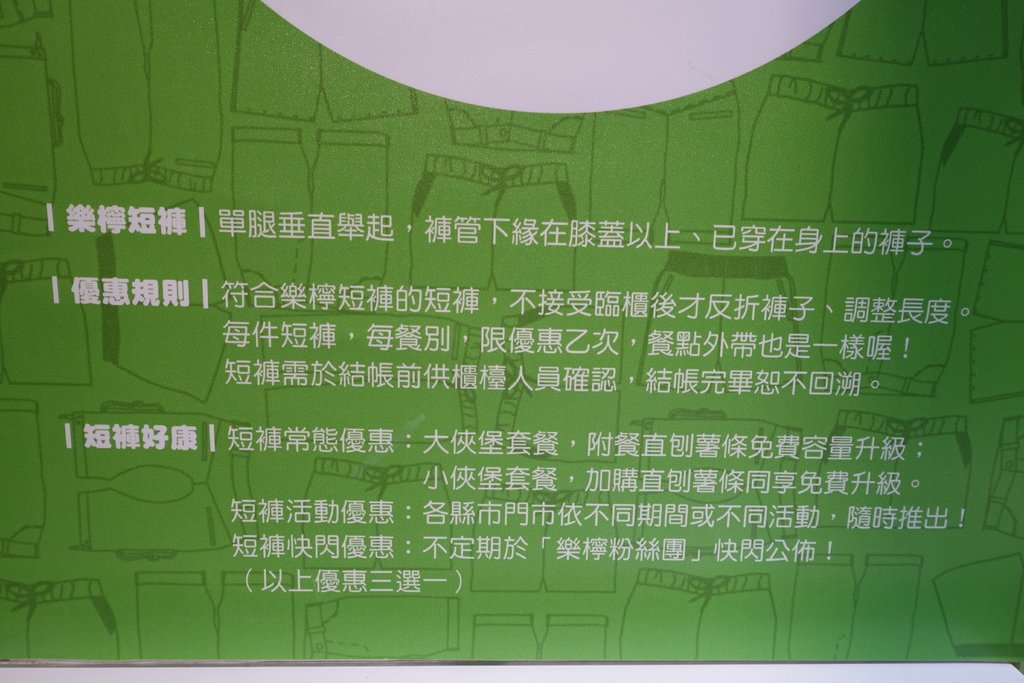 ｜樂檸短褲｜單腿垂直舉起，褲管下緣在膝蓋以上、已穿在身上的褲子。
｜優惠規則｜符合樂檸短褲的短褲，不接受臨櫃後才反折褲子、調整長度。
每件短褲，每餐別，限優惠乙次，餐點外帶也是一樣喔！
短褲需於結帳前供櫃檯人員確認，結帳完畢恕不回溯。
｜短褲好康｜短褲常態優惠：大俠堡套餐，附餐直刨薯條免費容量升級；
小俠堡套餐，加購直刨薯條同享免費升級。
短褲活動優惠：各縣市門市依不同期間或不同活動，隨時推出！
短褲快閃優惠：不定期於「樂檸粉絲團」快閃公佈！
（以上優惠三選一）